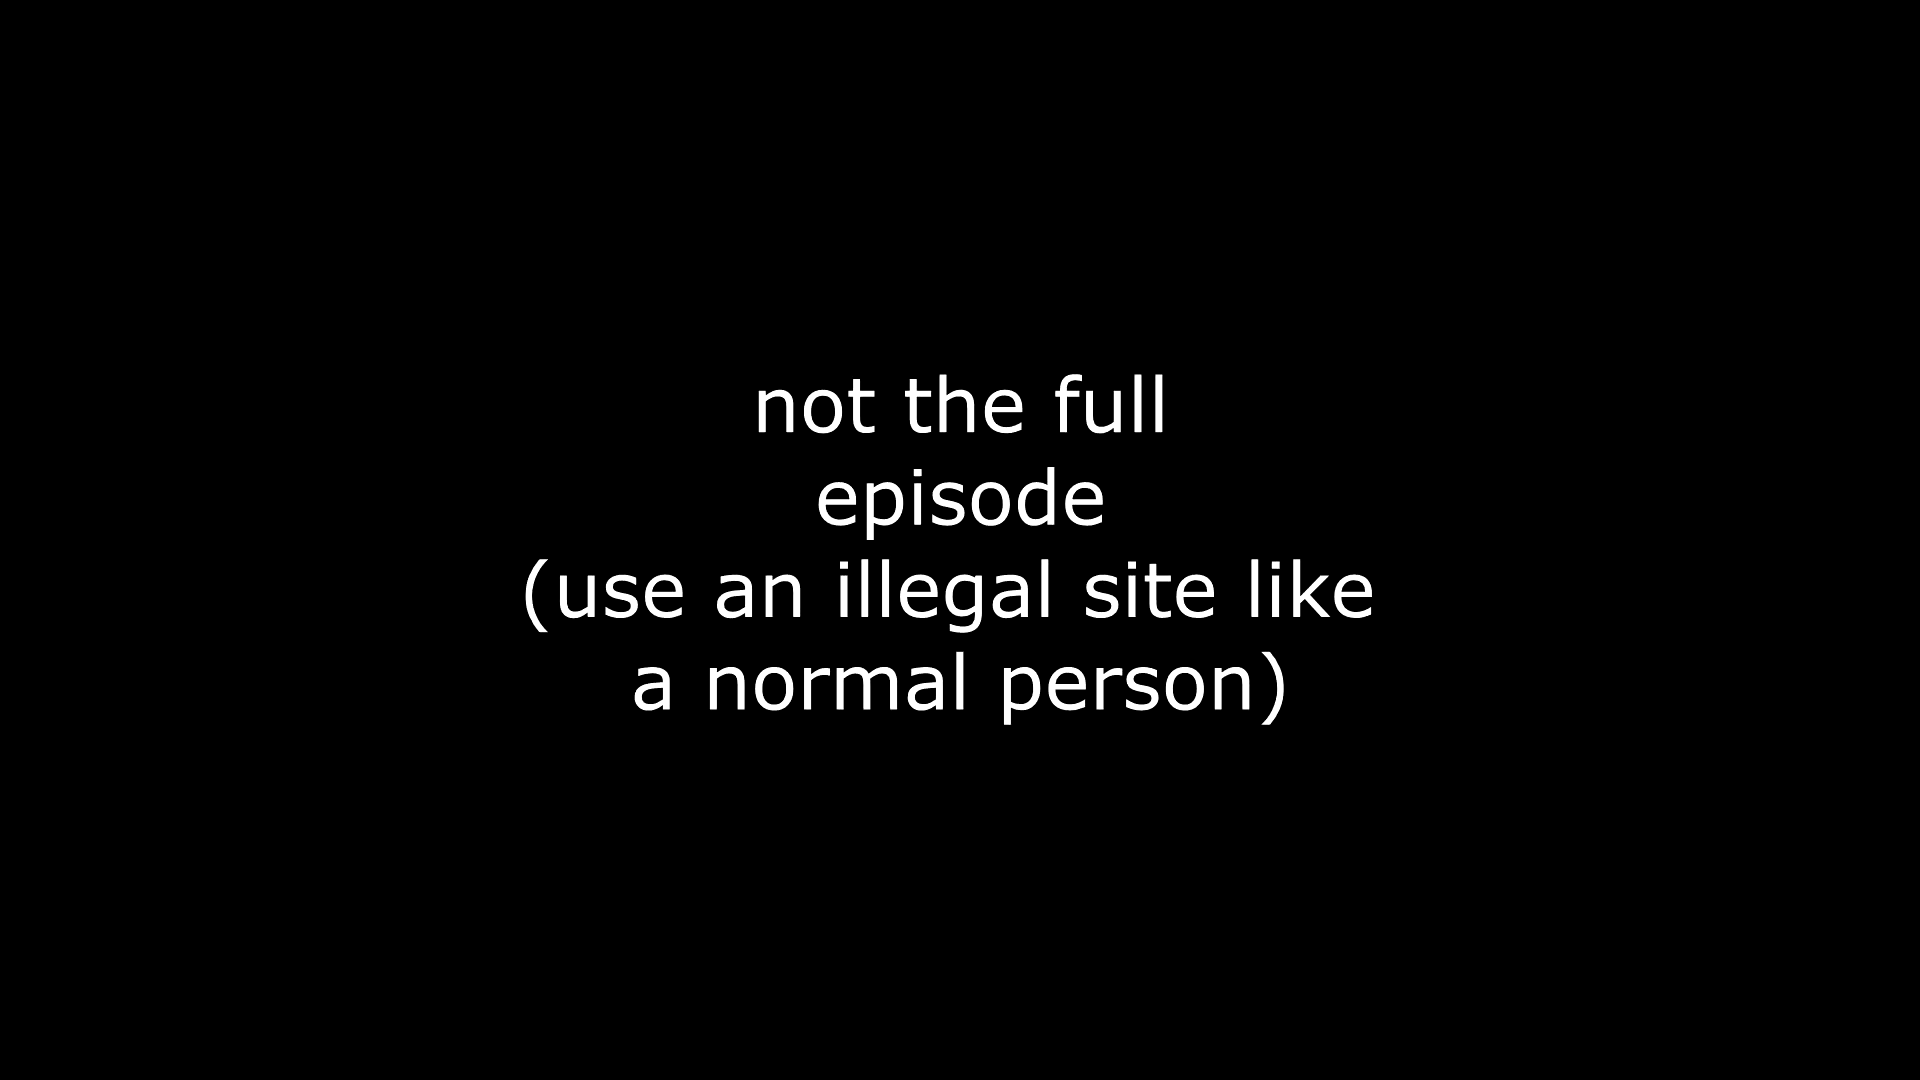 not the full
episode
(use an illegal site like
a normal person)